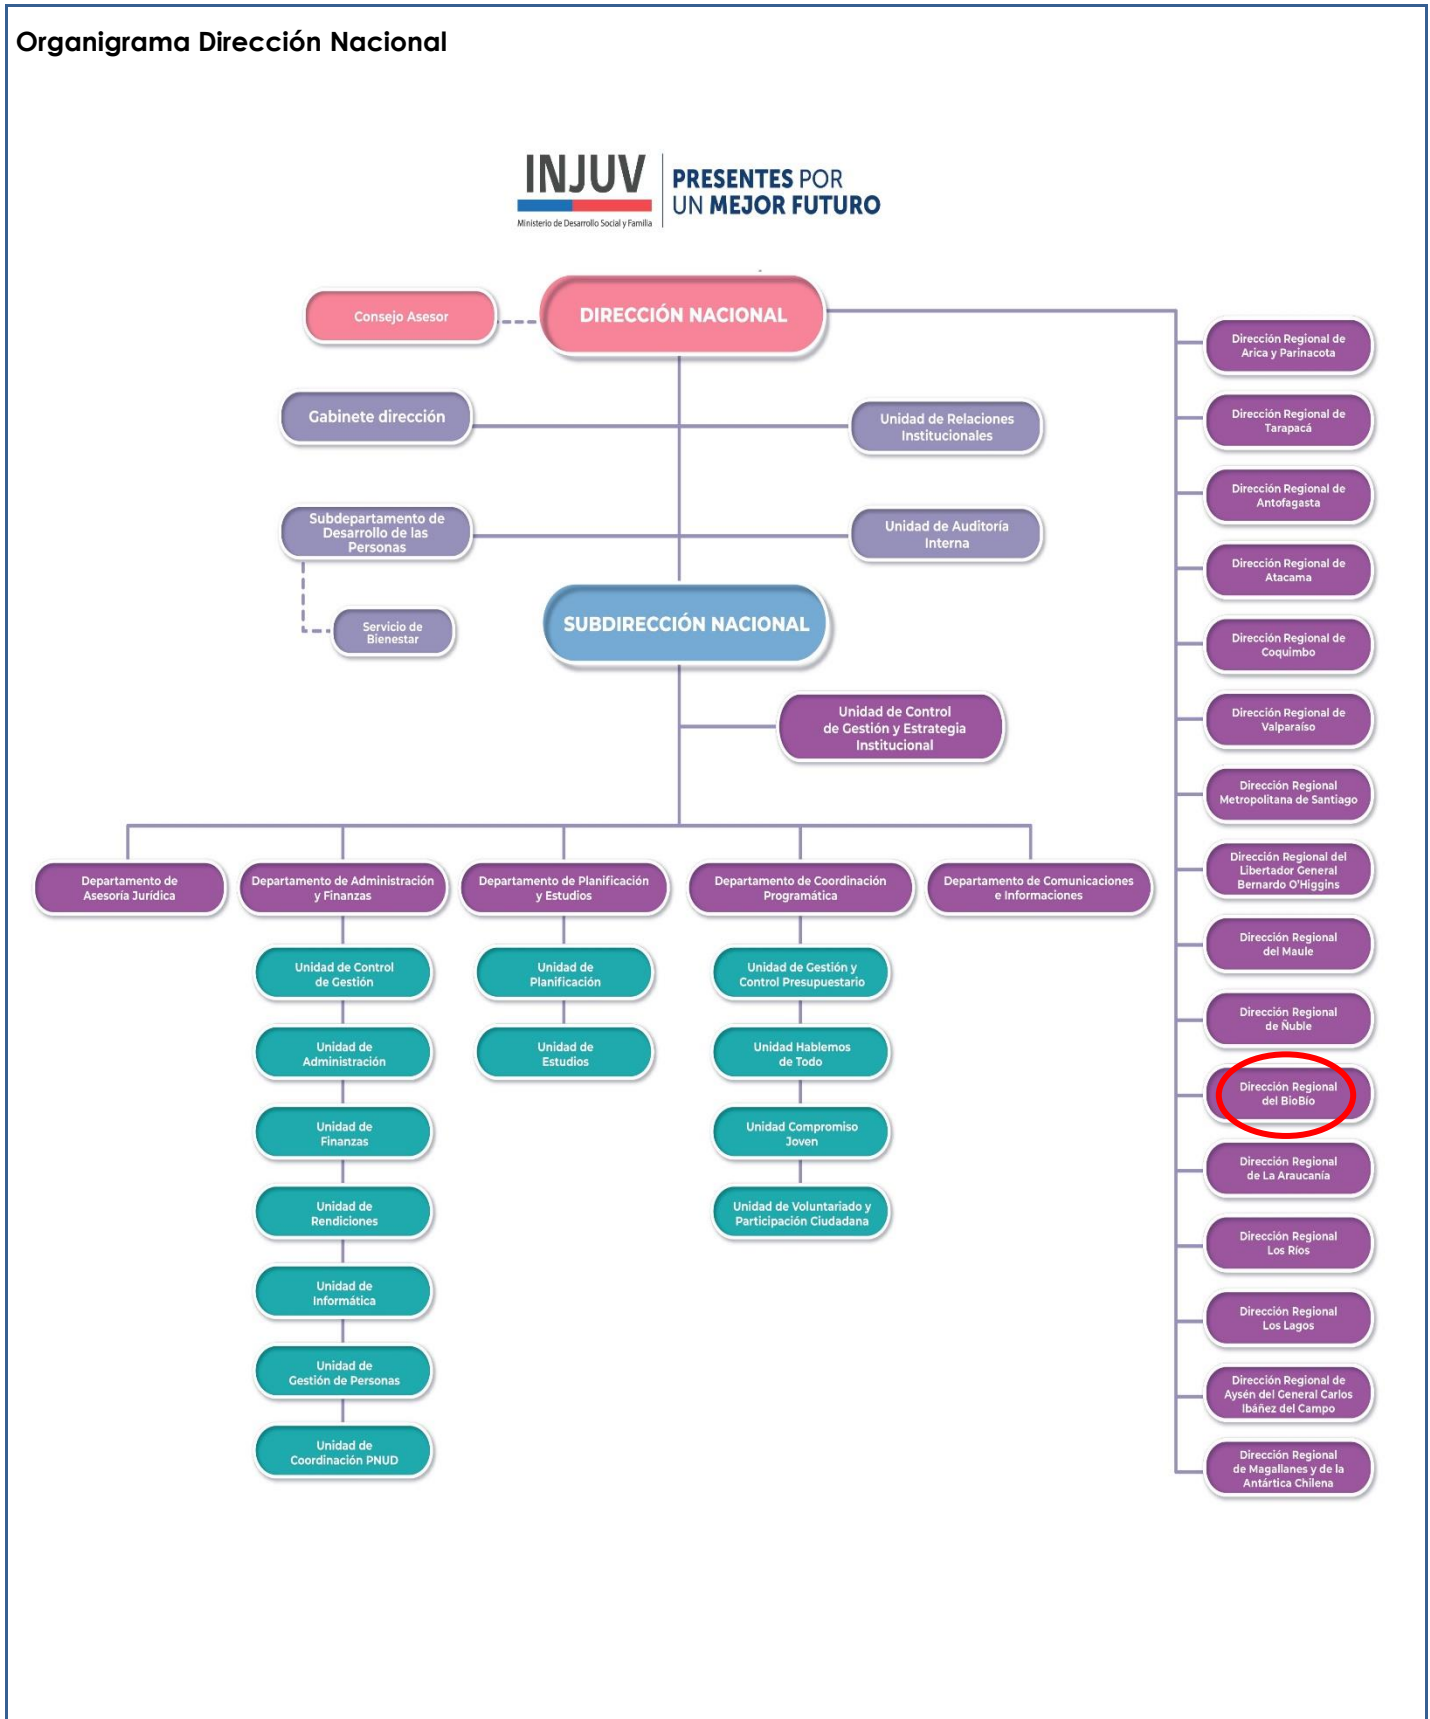 Organigrama Dirección Nacional
INJUV
Ministerio de Desarrollo Social y Familia
PRESENTES POR
UN MEJOR FUTURO
Consejo Asesor
DIRECCIÓN NACIONAL
Gabinete dirección
Unidad de Relaciones
Institucionales
Subdepartamento de
Desarrollo de las
Personas
Unidad de Auditoría
Interna
Servicio de
Bienestar
SUBDIRECCIÓN NACIONAL
Unidad de Control
de Gestión y Estrategia
Institucional
Departamento de
Asesoría Jurídica
Departamento de Administración
y Finanzas
Departamento de Planificación
y Estudios
Departamento de Coordinación
Programática
Departamento de Comunicaciones
e Informaciones
Unidad de Control
de Gestión
Unidad de
Administración
Unidad de
Finanzas
Unidad de
Rendiciones
Unidad de
Informática
Unidad de
Gestión de Personas
Unidad de
Coordinación PNUD
Unidad de
Planificación
Unidad de
Estudios
Unidad de Gestión y
Control Presupuestario
Unidad Hablemos
de Todo
Unidad Compromiso
Joven
Unidad de Voluntariado y
Participación Ciudadana
Dirección Regional de
Arica y Parinacota
Dirección Regional de
Tarapacá
Dirección Regional de
Antofagasta
Dirección Regional de
Atacama
Dirección Regional de
Coquimbo
Dirección Regional de
Valparaíso
Dirección Regional
Metropolitana de Santiago
Dirección Regional del
Libertador General
Bernardo O'Higgins
Dirección Regional
del Maule
Dirección Regional
de Ñuble
Dirección Regional
del BioBío
Dirección Regional
de La Araucanía
Dirección Regional
Los Ríos
Dirección Regional
Los Lagos
Dirección Regional de
Aysén del General Carlos
Ibáñez del Campo
Dirección Regional
de Magallanes y de la
Antártica Chilena